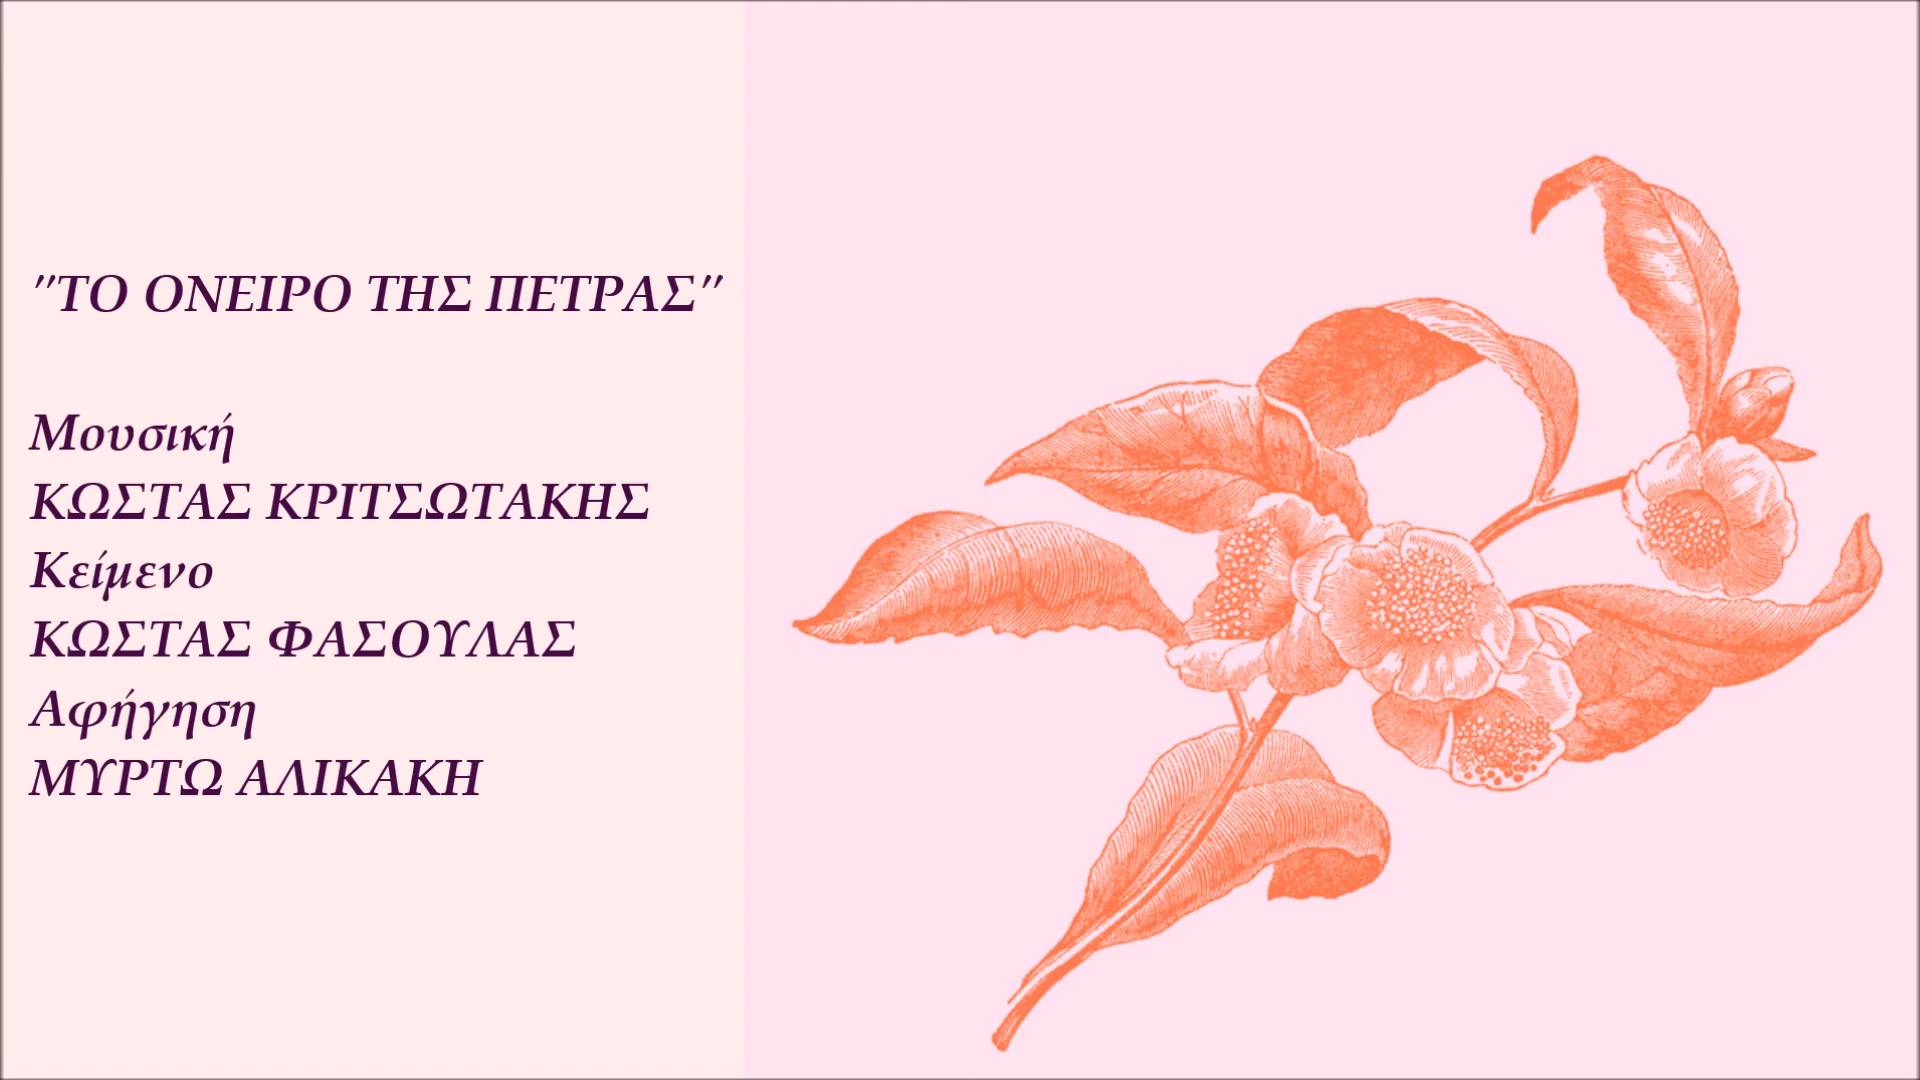 "ΤΟ ΟΝΕΙΡΟ ΤΗΣ ΠΕΤΡΑΣ"
Μουσική
ΚΩΣΤΑΣ ΚΡΙΤΣΩΤΑΚΗΣ
Κείμενο
ΚΩΣΤΑΣ ΦΑΣΟΥΛΑΣ
Αφήγηση
ΜΥΡΤΩ ΑΛΙΚΑΚΗ